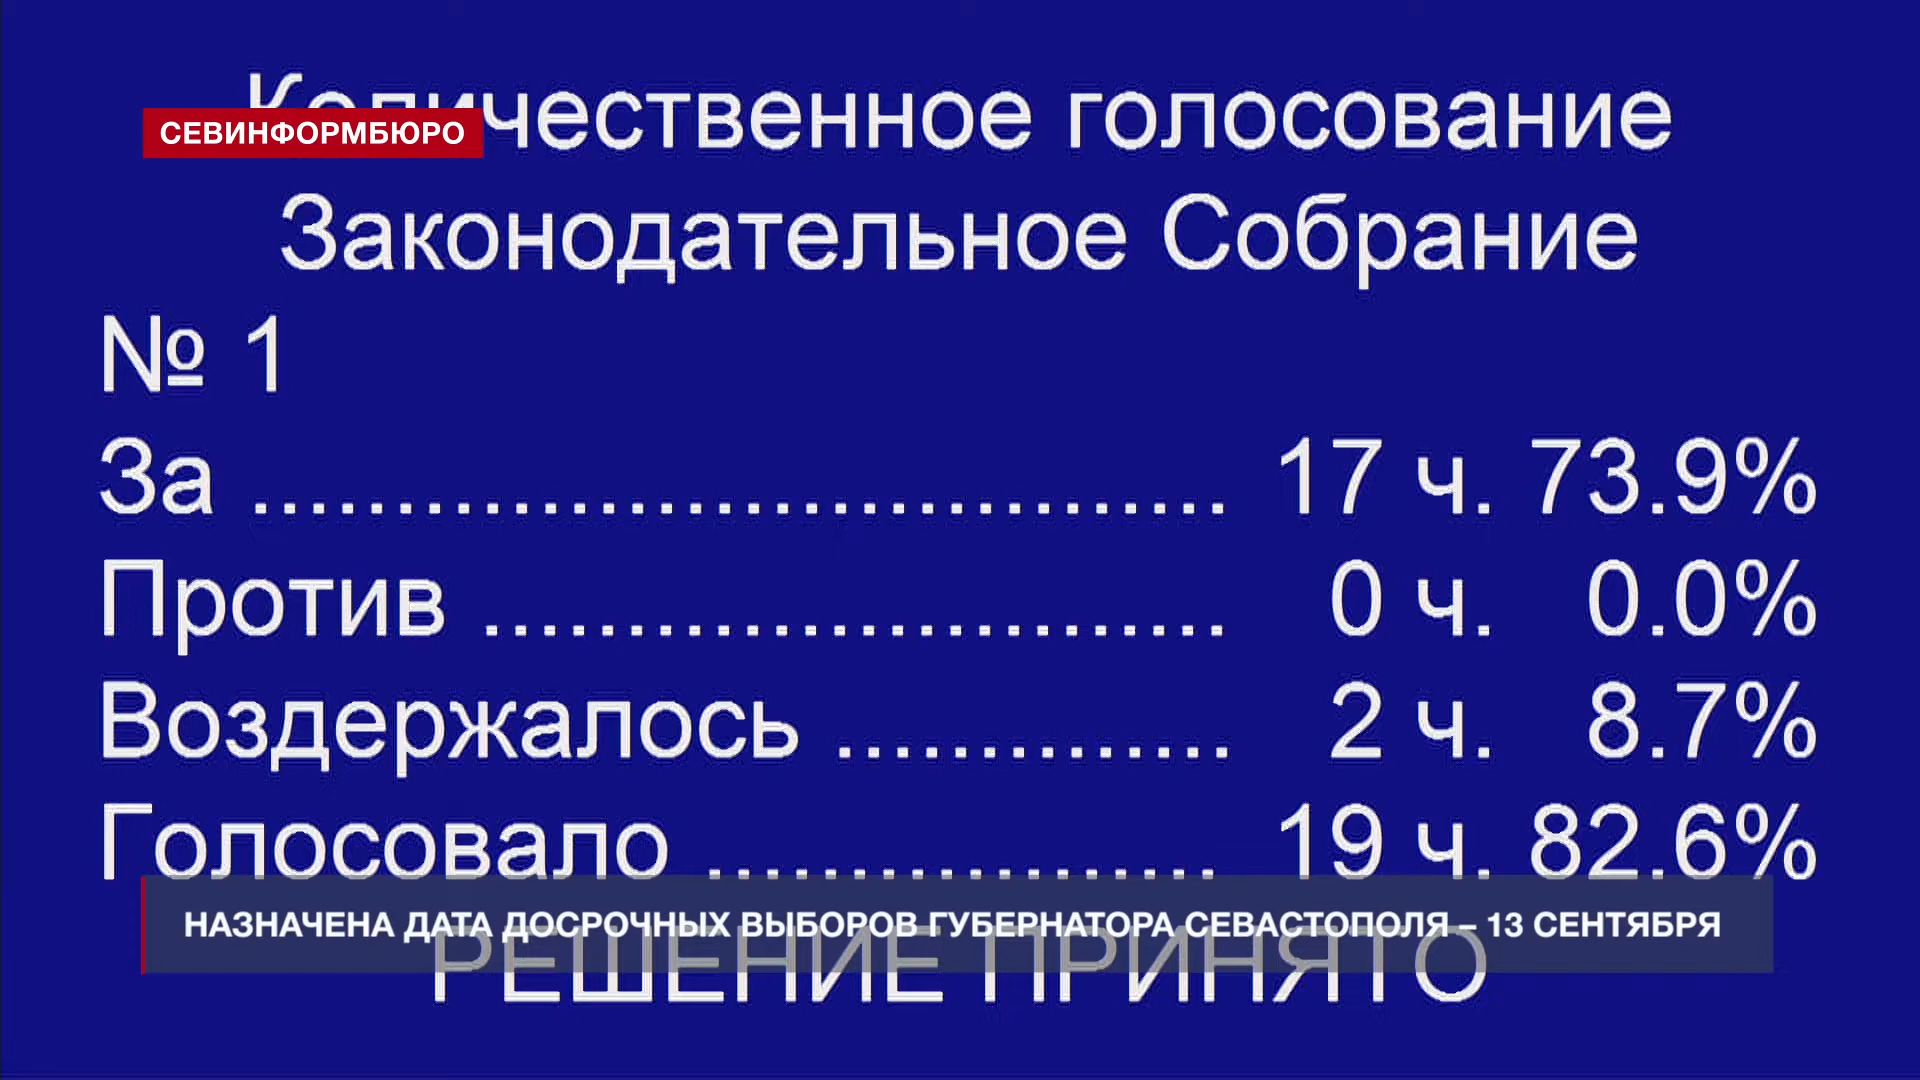 Количественное голосование
СЕВИНФОРМБЮРО
Законодательное Собрание
№ 1
За .................................. 17 ч. 73.9%
Против .......................... 0 ч. 0.0%
Воздержалось .............. 2 ч. 8.7%
Голосовало .................. 19 ч. 82.6%
НАЗНАЧЕНА ДАТА ДОСРОЧНЫХ ВЫБОРОВ ГУБЕРНАТОРА СЕВАСТОПОЛЯ – 13 СЕНТЯБРЯ
РЕШЕНИЕ ПРИНЯТО